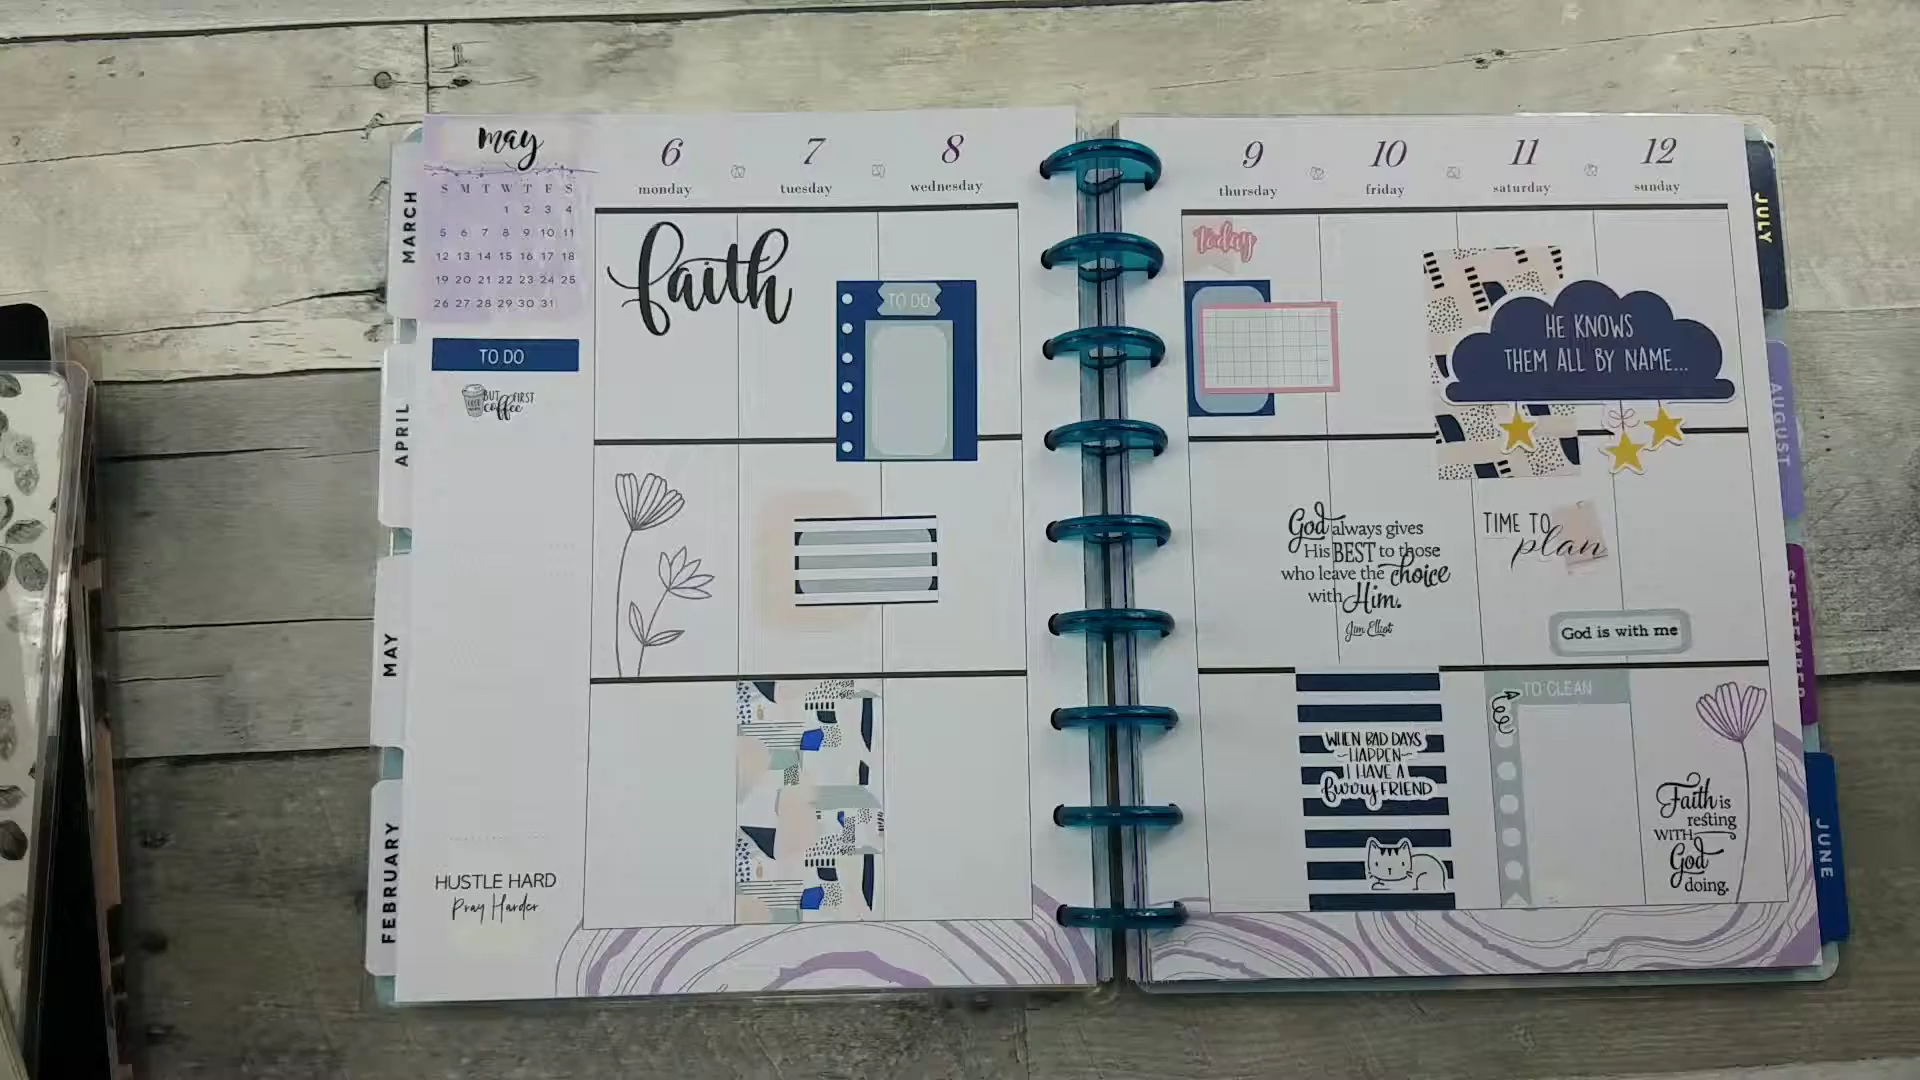 may
S M T W T F S
1 2 3 4
5 6 7 8 9 10 11
12 13 14 15 16 17 18
19 20 21 22 23 24 25
26 27 28 29 30 31
TO DO
BUT FIRST
coffee
HUSTLE HARD
Pray Harder
MARCH
APRIL
MAY
FEBRUARY
6
monday
7
tuesday
8
wednesday
faith
TO DO
9
thursday
10
friday
11
saturday
12
sunday
today
HE KNOWS
THEM ALL BY NAME...
God always gives
His BEST to those
who leave the choice
with Him.
Jim Elliot
TIME TO
plan
God is with me
WHEN BAD DAYS
HAPPEN
I HAVE A
furry FRIEND
TO CLEAN
Faith is
resting
WITH
God
doing.
JULY
AUGUST
SEPTEMBER
JUNE